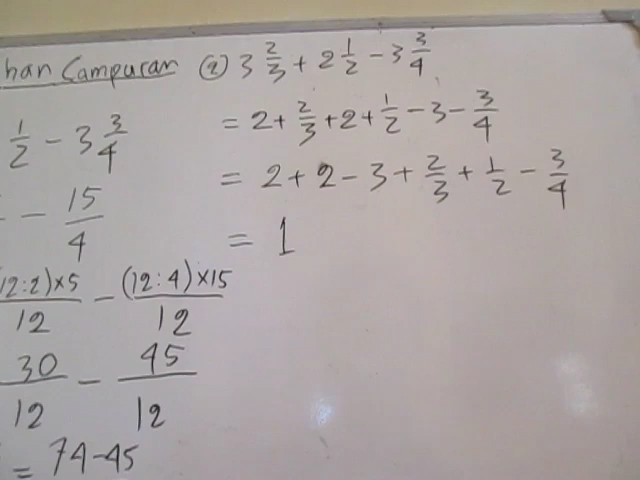 han Campuran
1/2 - 3 3/4
- 15/4
(12:2)×5/12 - (12:4)×15/12
30/12 - 45/12
= 74-45
② 3 2/3 + 2 1/2 - 3 3/4
= 2 + 2/3 + 2 + 1/2 - 3 - 3/4
= 2 + 2 - 3 + 2/3 + 1/2 - 3/4
= 1